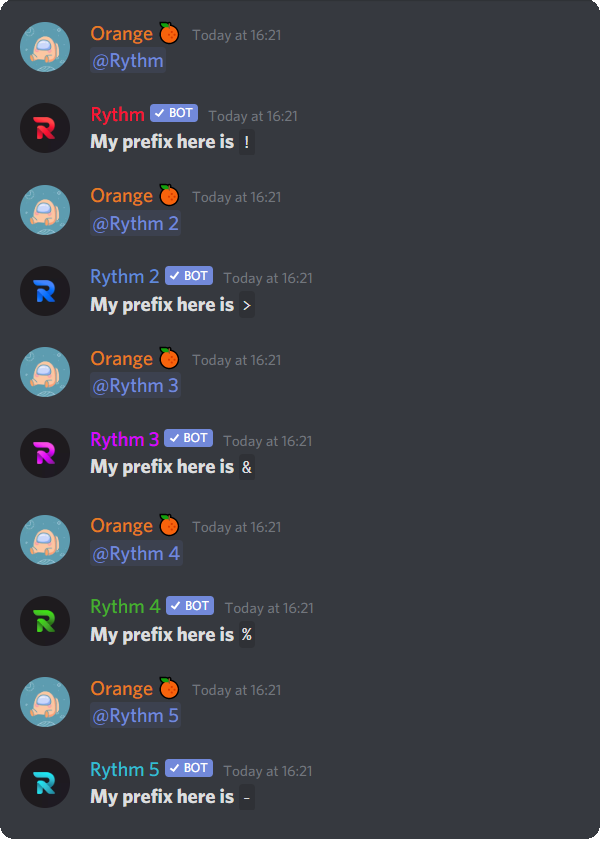 Orange 🍊 Today at 16:21
@Rythm
Rythm ✓ BOT Today at 16:21
My prefix here is !
Orange 🍊 Today at 16:21
@Rythm 2
Rythm 2 ✓ BOT Today at 16:21
My prefix here is >
Orange 🍊 Today at 16:21
@Rythm 3
Rythm 3 ✓ BOT Today at 16:21
My prefix here is &
Orange 🍊 Today at 16:21
@Rythm 4
Rythm 4 ✓ BOT Today at 16:21
My prefix here is %
Orange 🍊 Today at 16:21
@Rythm 5
Rythm 5 ✓ BOT Today at 16:21
My prefix here is -